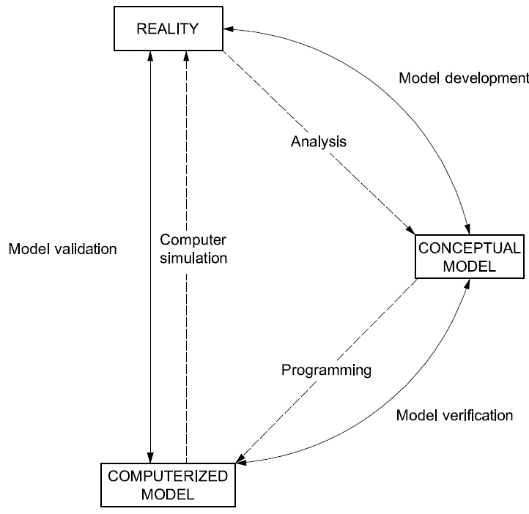 REALITY
Model development
Analysis
Model validation
Computer
simulation
CONCEPTUAL
MODEL
Programming
Model verification
COMPUTERIZED
MODEL